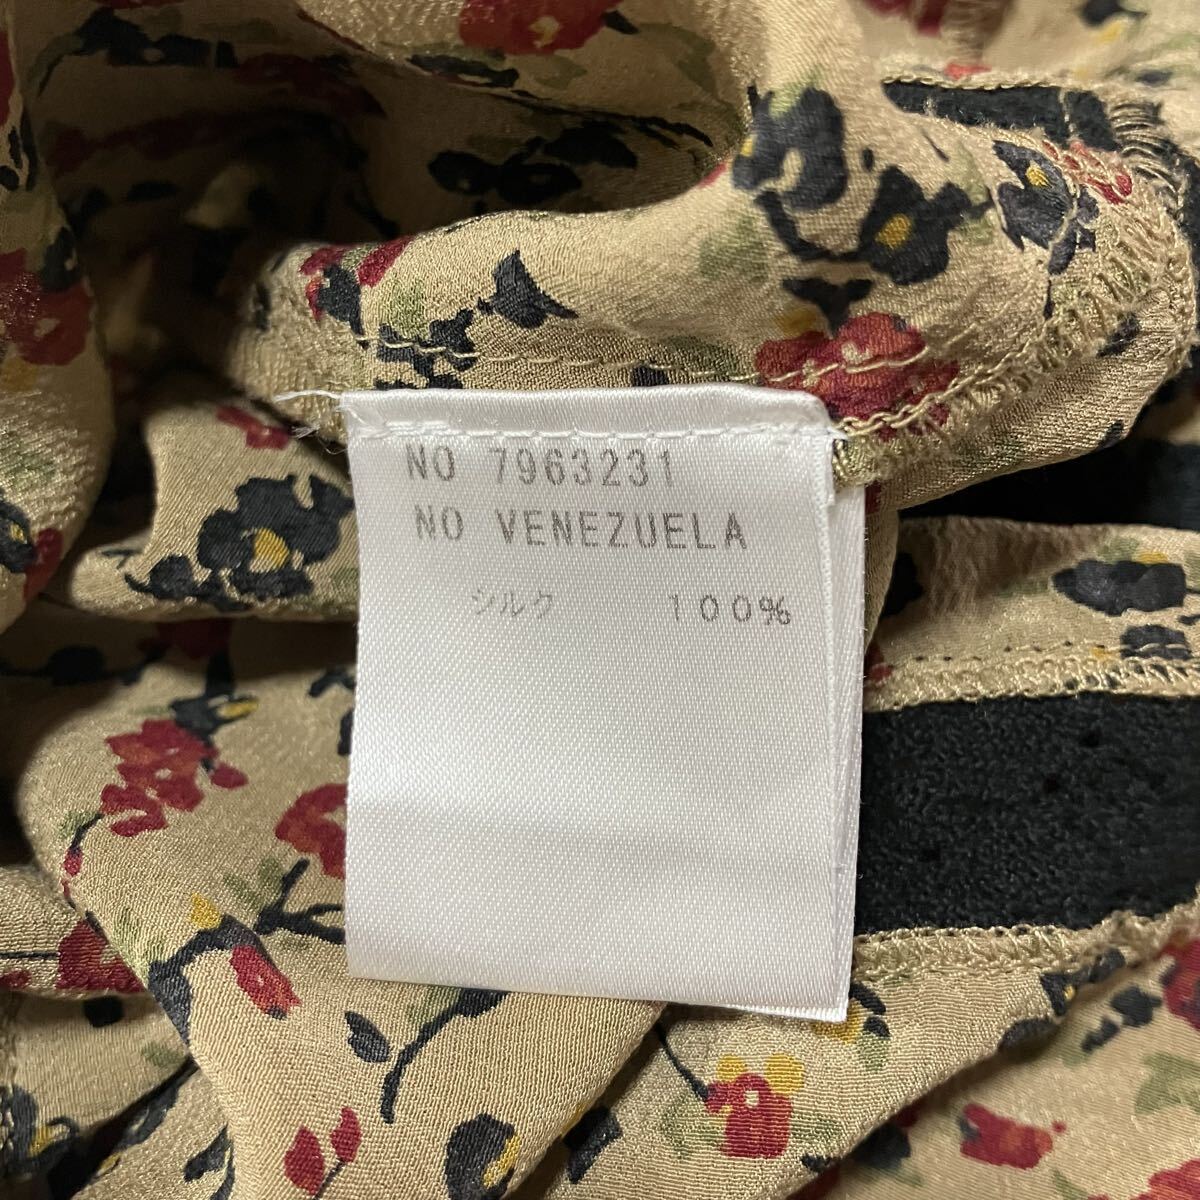 NO 7963231
NO VENEZUELA
シルク 100%